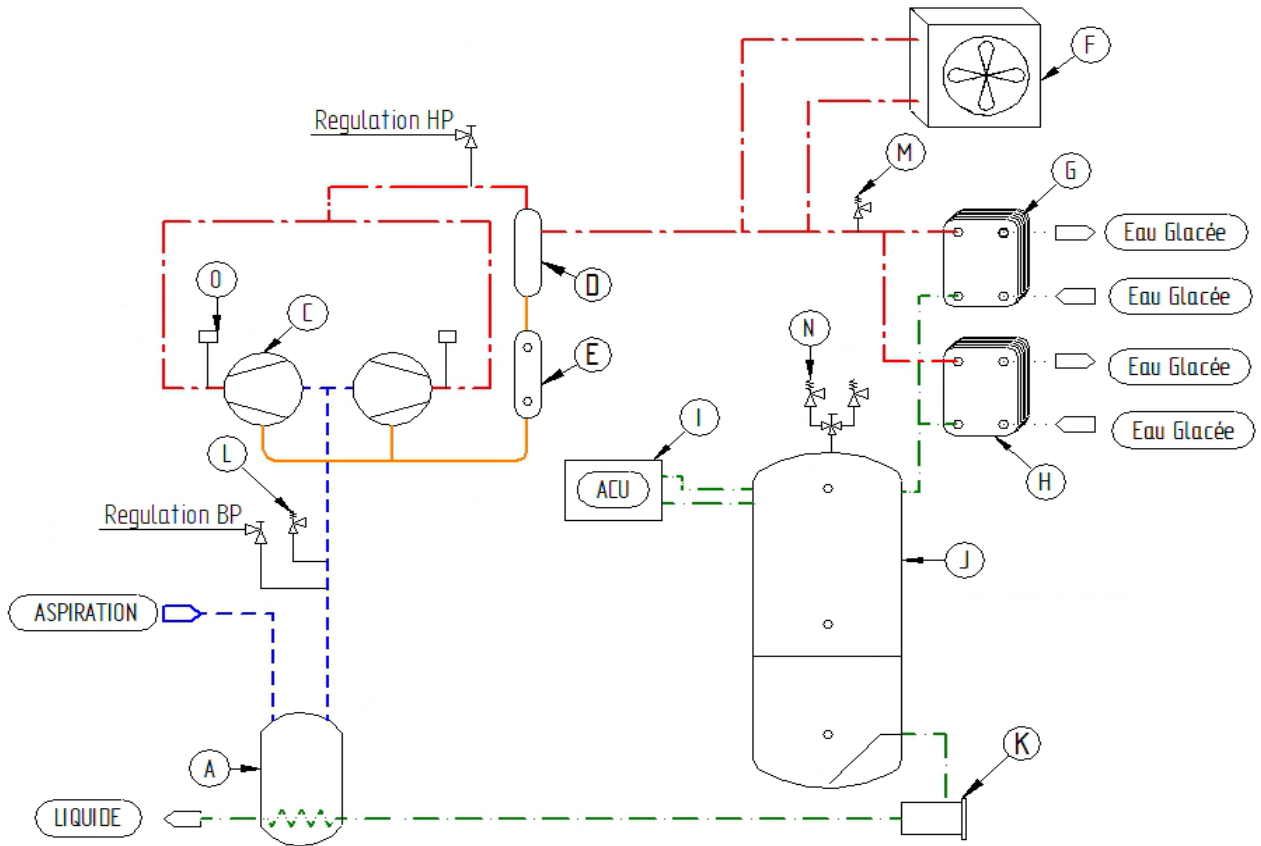 F
Regulation HP
M
G
Eau Glacée
O
D
Eau Glacée
C
N
E
Eau Glacée
I
L
Eau Glacée
ACU
H
Regulation BP
J
ASPIRATION
K
A
LIQUIDE